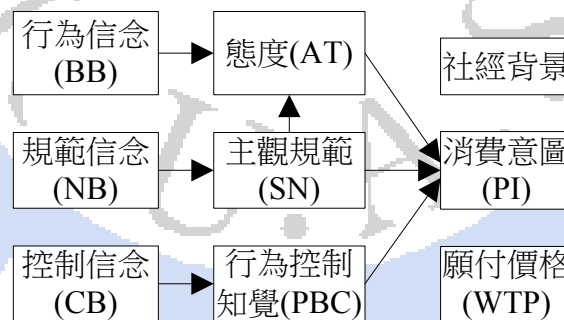 行為信念
(BB)
態度(AT)
社經背景
規範信念
(NB)
主觀規範
(SN)
消費意圖
(PI)
控制信念
(CB)
行為控制
知覺(PBC)
願付價格
(WTP)